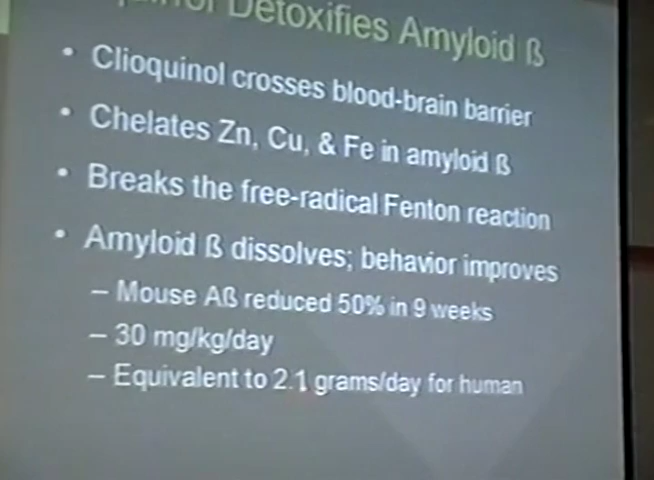 Detoxifies Amyloid ß
• Clioquinol crosses blood-brain barrier
• Chelates Zn, Cu, & Fe in amyloid ß
• Breaks the free-radical Fenton reaction
• Amyloid ß dissolves; behavior improves
– Mouse Aß reduced 50% in 9 weeks
– 30 mg/kg/day
– Equivalent to 2.1 grams/day for human